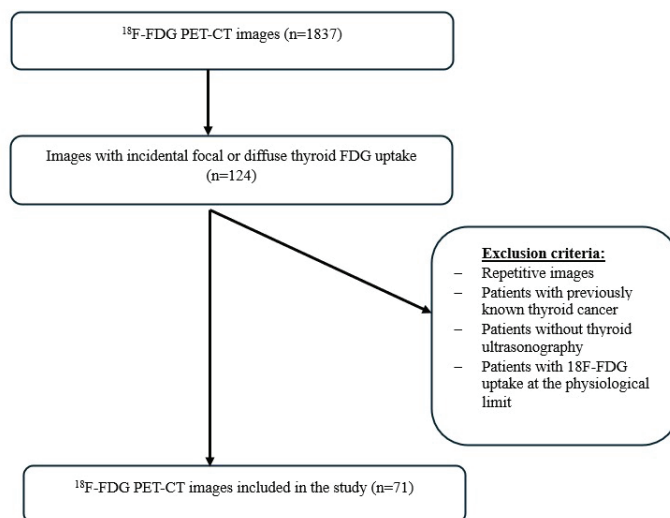 ¹⁸F-FDG PET-CT images (n=1837)
Images with incidental focal or diffuse thyroid FDG uptake
(n=124)
Exclusion criteria:
– Repetitive images
– Patients with previously
known thyroid cancer
– Patients without thyroid
ultrasonography
– Patients with 18F-FDG
uptake at the physiological
limit
¹⁸F-FDG PET-CT images included in the study (n=71)